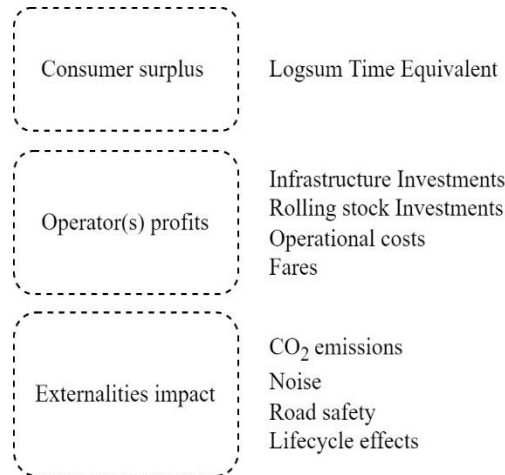 Consumer surplus
Logsum Time Equivalent
Operator(s) profits
Infrastructure Investments
Rolling stock Investments
Operational costs
Fares
Externalities impact
CO2 emissions
Noise
Road safety
Lifecycle effects